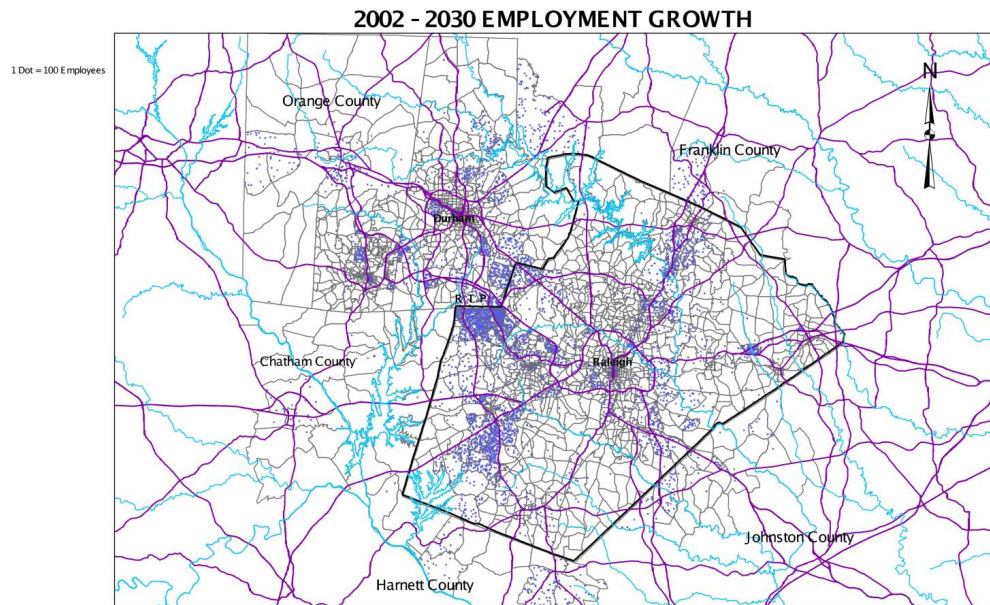 2002 - 2030 EMPLOYMENT GROWTH
1 Dot = 100 Employees
N
Orange County
Franklin County
Durham
R T P
Chatham County
Raleigh
Johnston County
Harnett County